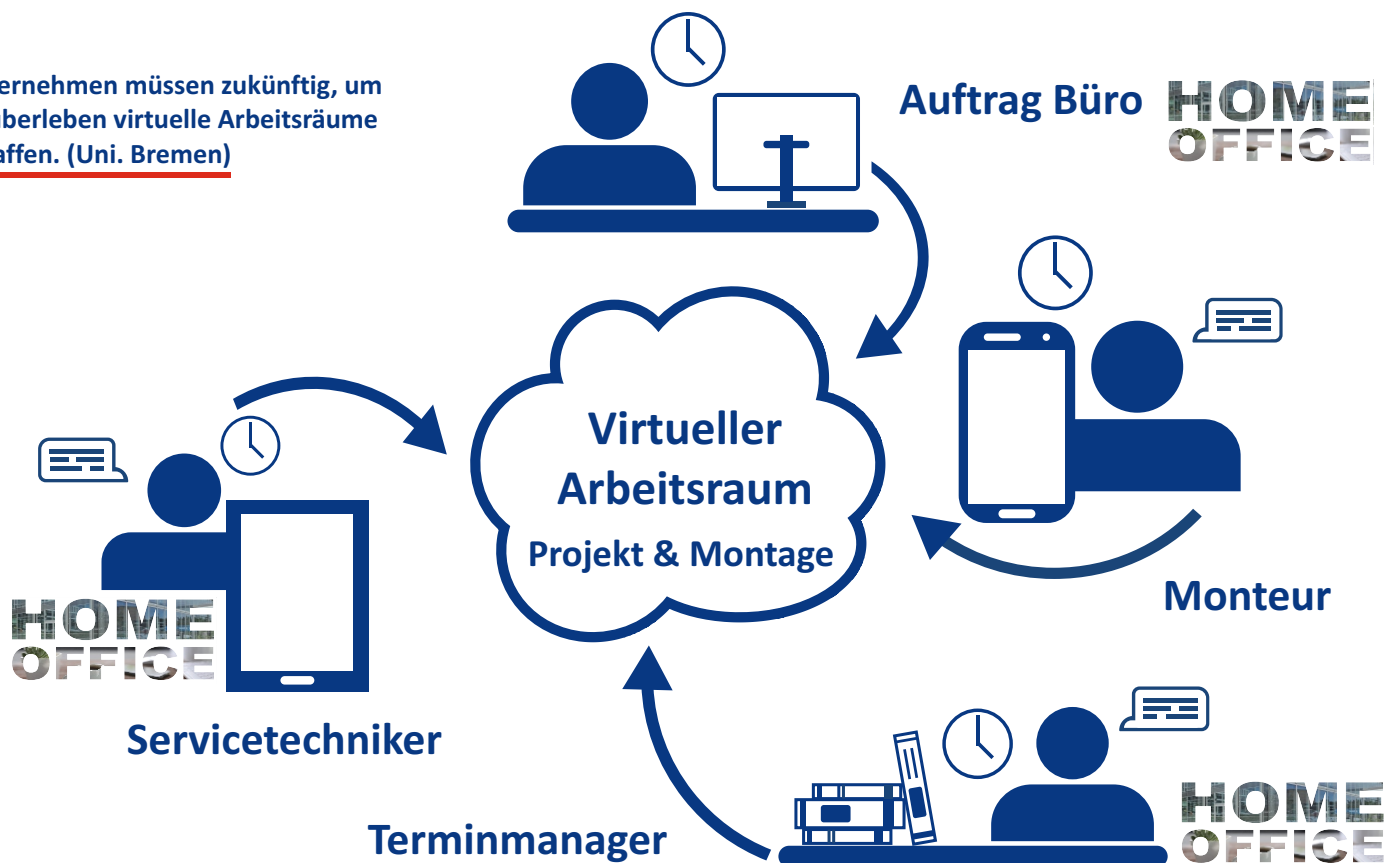 ernehmen müssen zukünftig, um
überleben virtuelle Arbeitsräume
affen. (Uni. Bremen)
Auftrag Büro
HOME
OFFICE
Virtueller
Arbeitsraum
Projekt & Montage
Monteur
HOME
OFFICE
Servicetechniker
Terminmanager
HOME
OFFICE